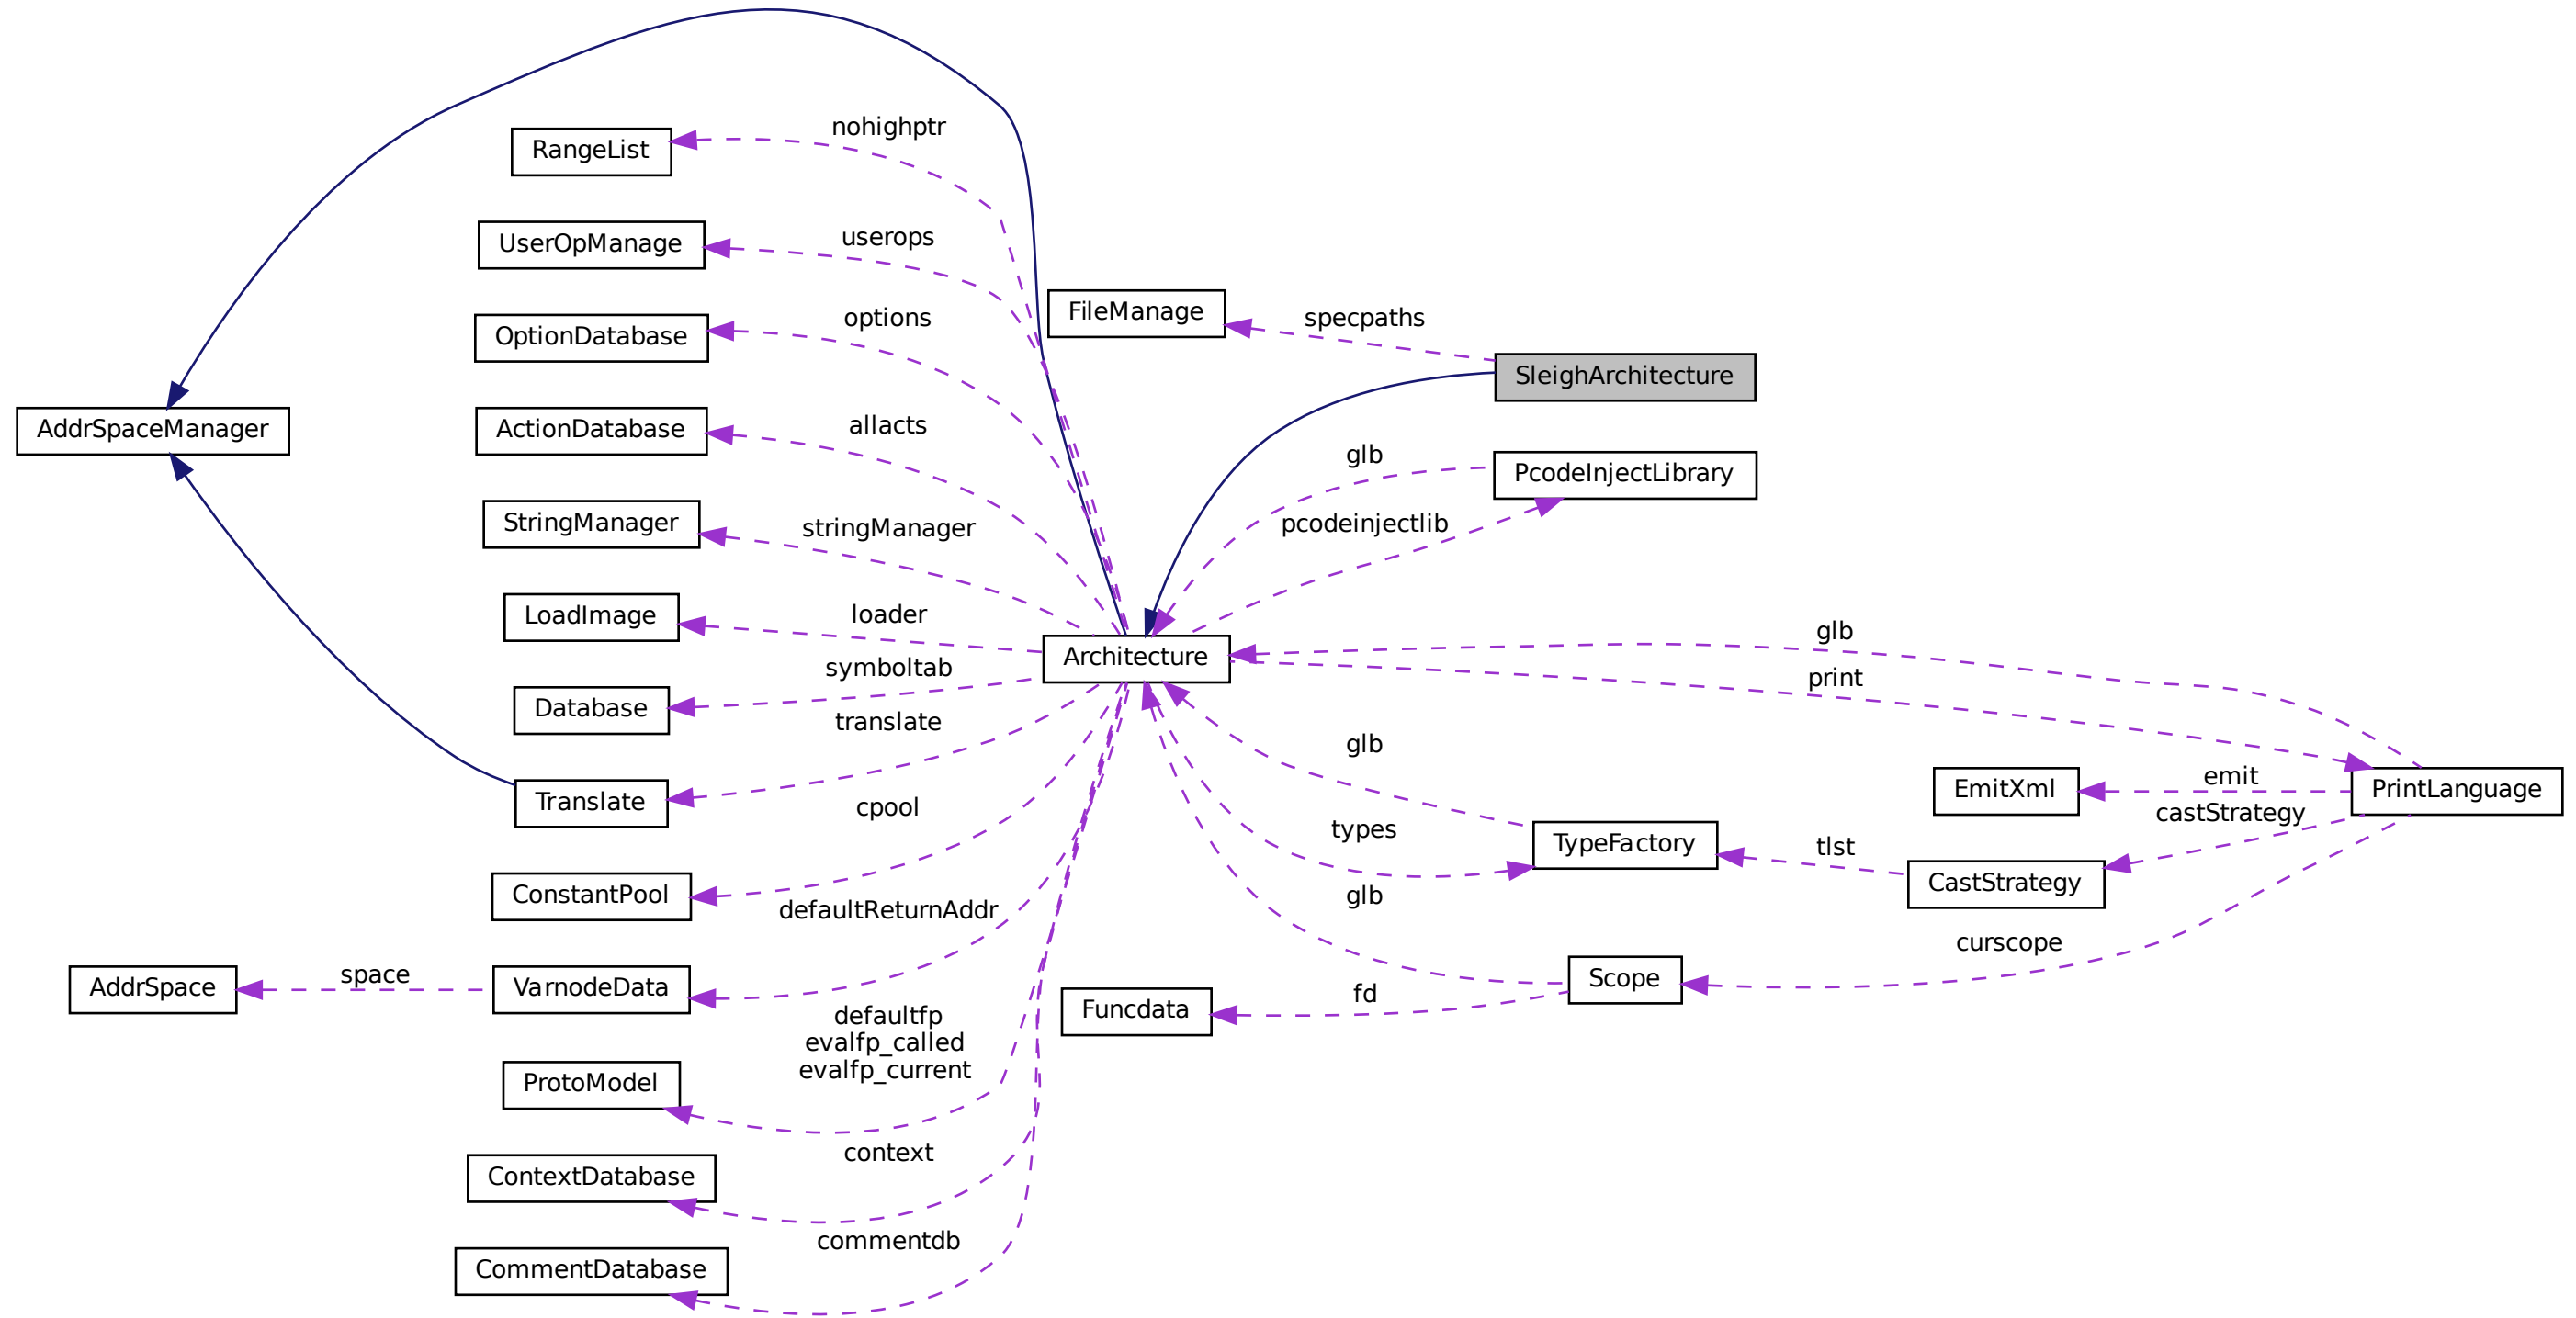 nohighptr
RangeList
userops
UserOpManage
options
OptionDatabase
FileManage
specpaths
SleighArchitecture
allacts
ActionDatabase
AddrSpaceManager
glb
PcodeInjectLibrary
stringManager
StringManager
pcodeinjectlib
loader
LoadImage
glb
Architecture
symboltab
print
Database
translate
glb
emit
EmitXml
PrintLanguage
Translate
cpool
castStrategy
types
TypeFactory
tlst
CastStrategy
ConstantPool
glb
defaultReturnAddr
curscope
space
AddrSpace
VarnodeData
Scope
fd
Funcdata
defaultfp
evalfp_called
evalfp_current
ProtoModel
context
ContextDatabase
commentdb
CommentDatabase